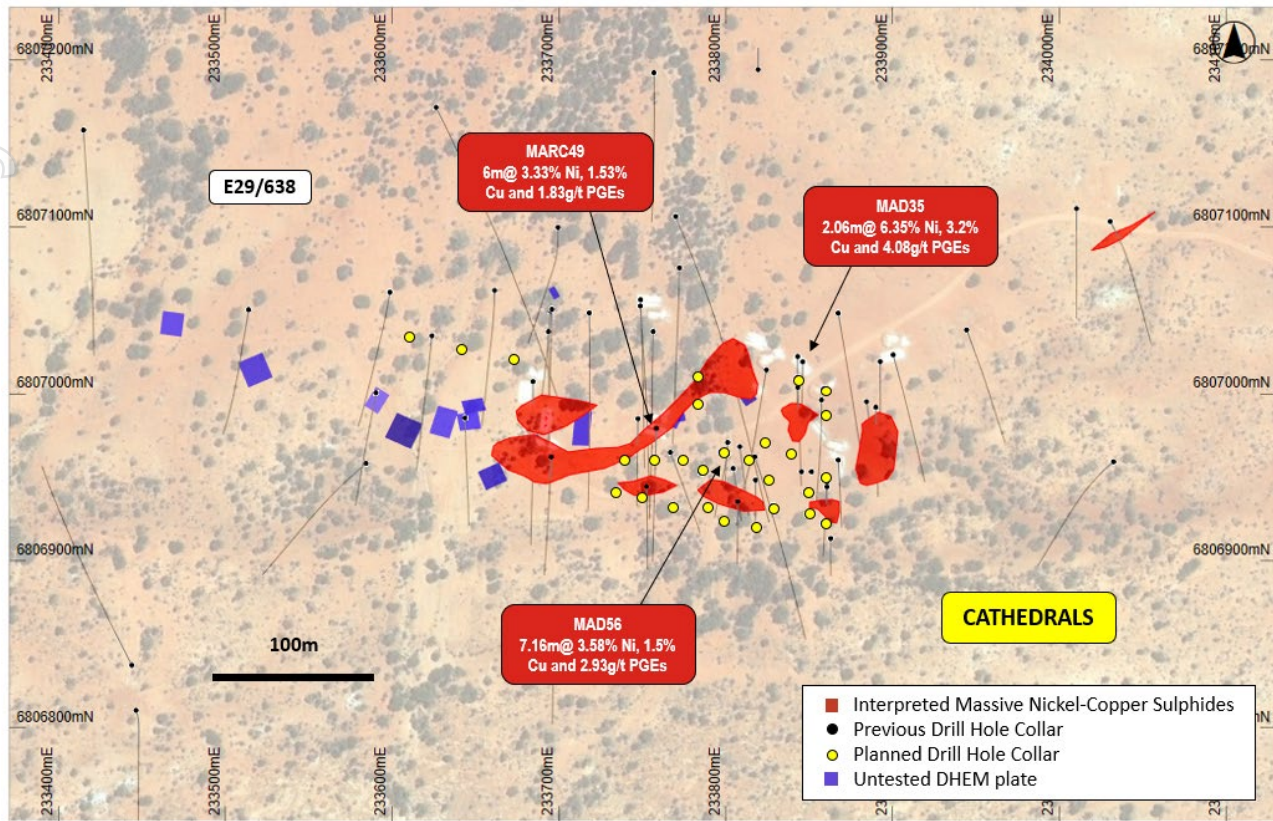 6807200mN
233500mE
233600mE
233700mE
233800mE
233900mE
234000mE
MARC49
6m@ 3.33% Ni, 1.53%
Cu and 1.83g/t PGEs
E29/638
MAD35
2.06m@ 6.35% Ni, 3.2%
Cu and 4.08g/t PGEs
6807100mN
6807100mN
6807000mN
6807000mN
6806900mN
6806900mN
MAD56
7.16m@ 3.58% Ni, 1.5%
Cu and 2.93g/t PGEs
CATHEDRALS
100m
6806800mN
Interpreted Massive Nickel-Copper Sulphides
Previous Drill Hole Collar
Planned Drill Hole Collar
Untested DHEM plate
233400mE
233500mE
233600mE
233700mE
233800mE